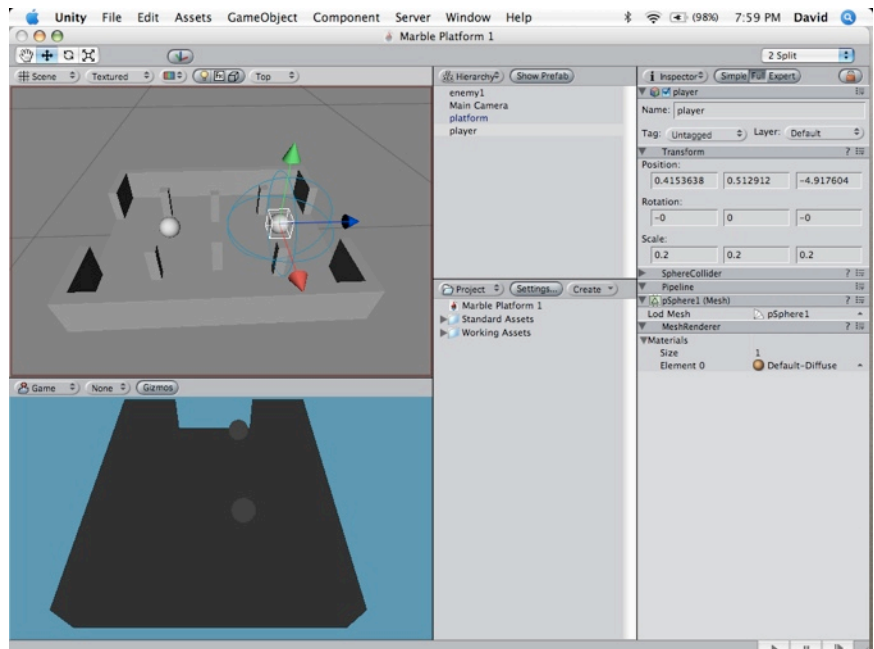 Unity File Edit Assets GameObject Component Server Window Help (98%) 7:59 PM David
Marble Platform 1
2 Split
Scene Textured Top
Hierarchy Show Prefab
enemy1
Main Camera
platform
player
Inspector Simple Full Expert
player
Name: player
Tag: Untagged Layer: Default
Transform ?
Position:
0.4153638 0.512912 -4.917604
Rotation:
-0 0 -0
Scale:
0.2 0.2 0.2
SphereCollider ?
Pipeline
pSphere1 (Mesh) ?
Lod Mesh pSphere1
MeshRenderer ?
Materials
Size 1
Element 0 Default-Diffuse
Project Settings... Create
Marble Platform 1
Standard Assets
Working Assets
Game None Gizmos